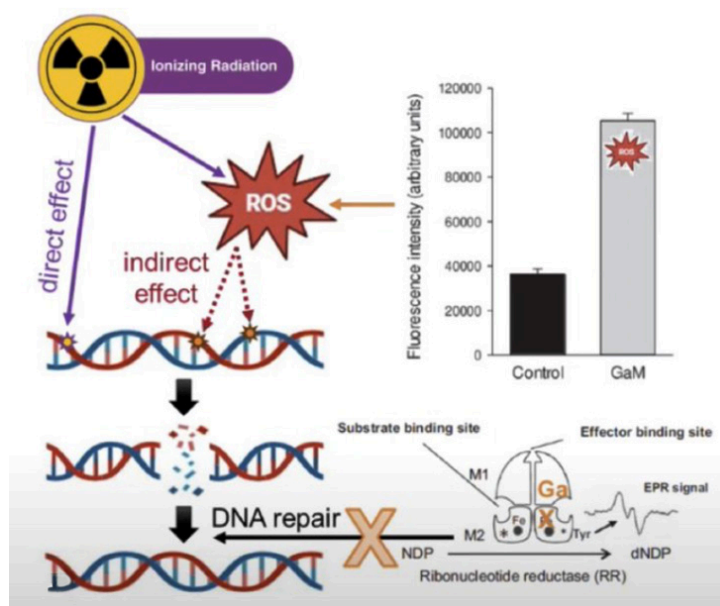 Ionizing Radiation
ROS
direct effect
indirect
effect
Fluorescence intensity (arbitrary units)
120000
100000
80000
60000
40000
20000
0
ROS
Control
GaM
Substrate binding site
Effector binding site
M1
Ga
EPR signal
Fe
X
* 
M2
Tyr
DNA repair
X
NDP
dNDP
Ribonucleotide reductase (RR)